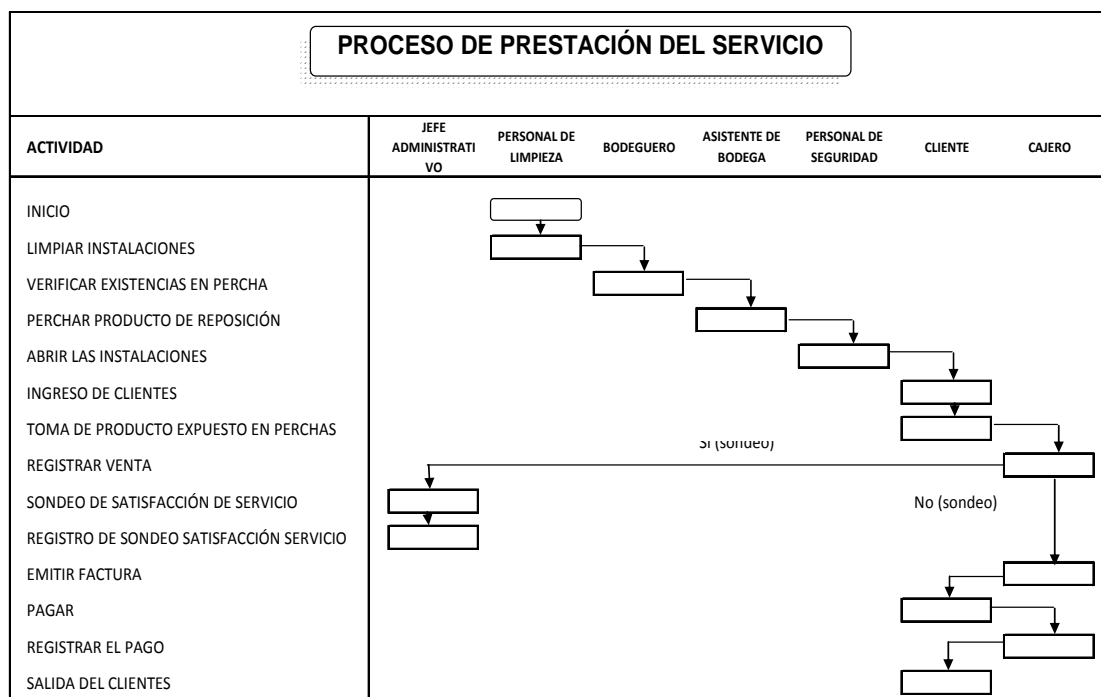 PROCESO DE PRESTACIÓN DEL SERVICIO
ACTIVIDAD
JEFE
ADMINISTRATI
VO
PERSONAL DE
LIMPIEZA
BODEGUERO
ASISTENTE DE
BODEGA
PERSONAL DE
SEGURIDAD
CLIENTE
CAJERO
INICIO
LIMPIAR INSTALACIONES
VERIFICAR EXISTENCIAS EN PERCHA
PERCHAR PRODUCTO DE REPOSICIÓN
ABRIR LAS INSTALACIONES
INGRESO DE CLIENTES
TOMA DE PRODUCTO EXPUESTO EN PERCHAS
Si (sondeo)
REGISTRAR VENTA
SONDEO DE SATISFACCIÓN DE SERVICIO
No (sondeo)
REGISTRO DE SONDEO SATISFACCIÓN SERVICIO
EMITIR FACTURA
PAGAR
REGISTRAR EL PAGO
SALIDA DEL CLIENTES